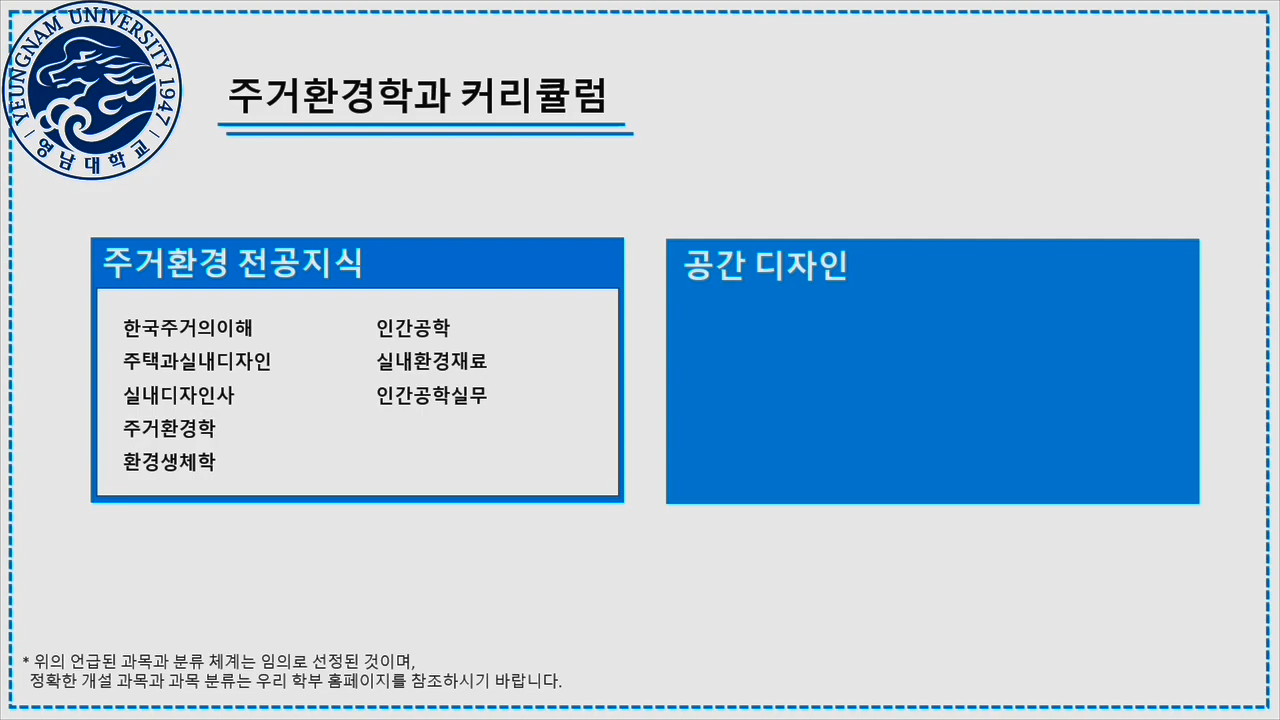 YEUNGNAM UNIVERSITY 1947
영남대학교
주거환경학과 커리큘럼
주거환경 전공지식
한국주거의이해
주택과실내디자인
실내디자인사
주거환경학
환경생체학
인간공학
실내환경재료
인간공학실무
공간 디자인
* 위의 언급된 과목과 분류 체계는 임의로 선정된 것이며,
정확한 개설 과목과 과목 분류는 우리 학부 홈페이지를 참조하시기 바랍니다.